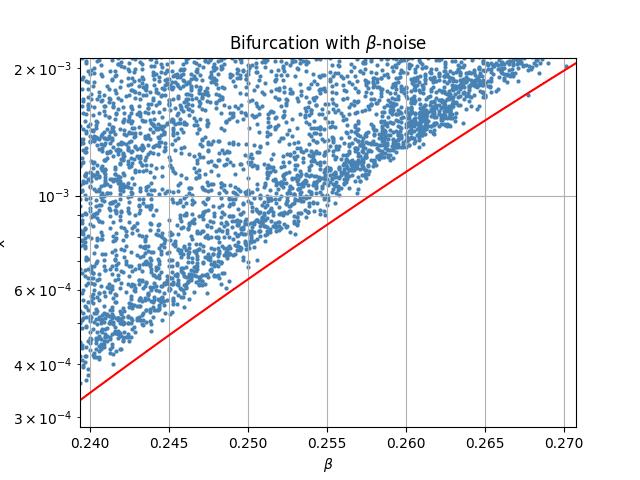 Bifurcation with β-noise
2 × 10⁻³
10⁻³
6 × 10⁻⁴
4 × 10⁻⁴
3 × 10⁻⁴
0.240 0.245 0.250 0.255 0.260 0.265 0.270
β